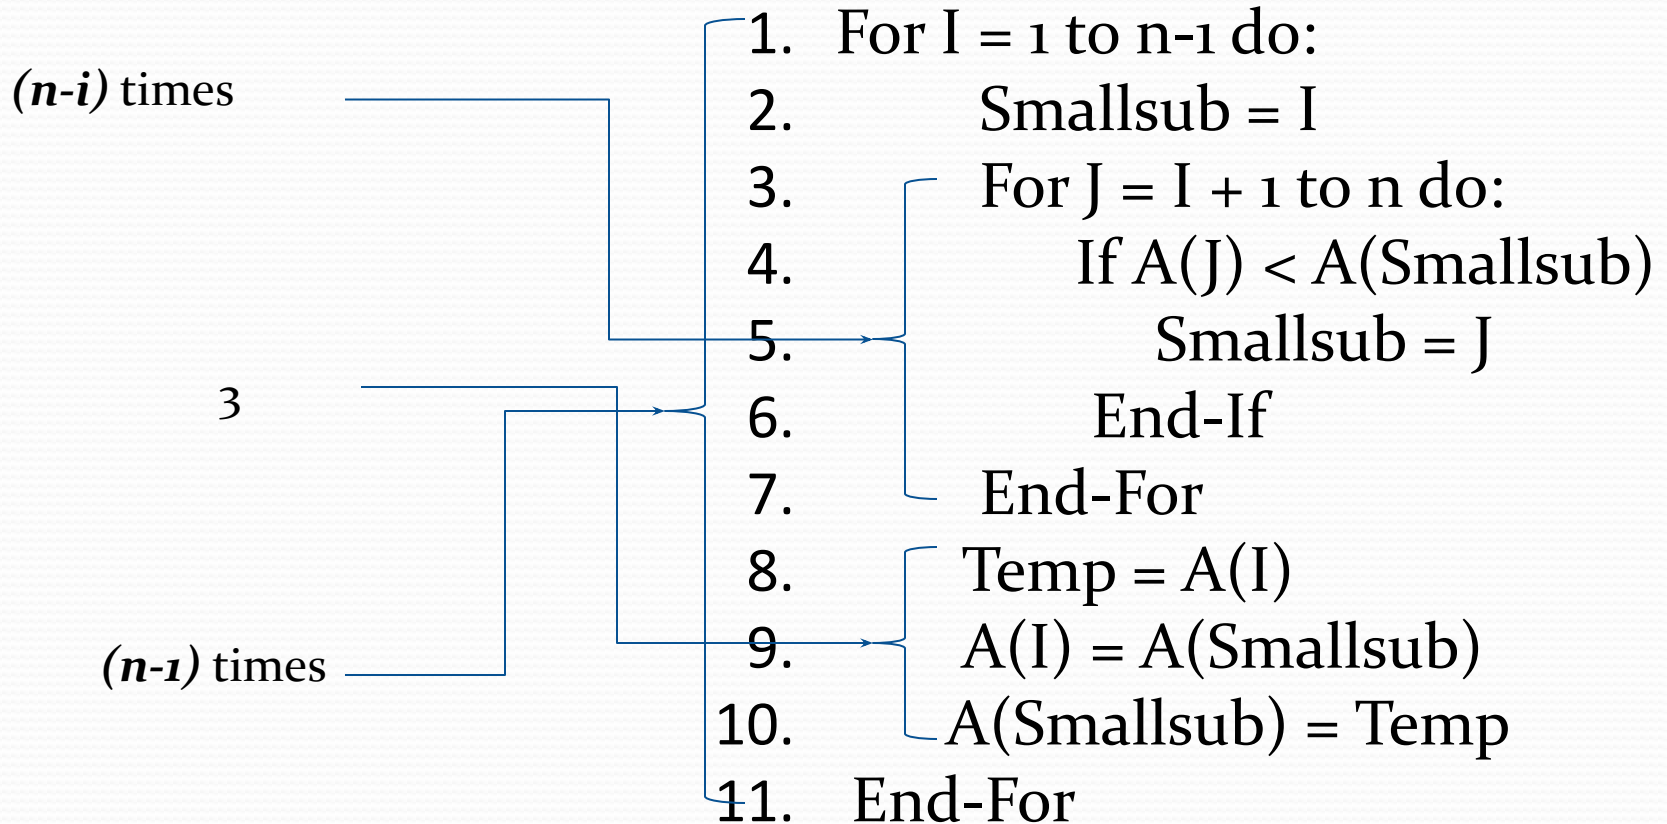 1. For I = 1 to n-1 do:
(n-i) times
2. Smallsub = I
3. For J = I + 1 to n do:
4. If A(J) < A(Smallsub)
5. Smallsub = J
3
6. End-If
7. End-For
8. Temp = A(I)
9. A(I) = A(Smallsub)
(n-1) times
10. A(Smallsub) = Temp
11. End-For